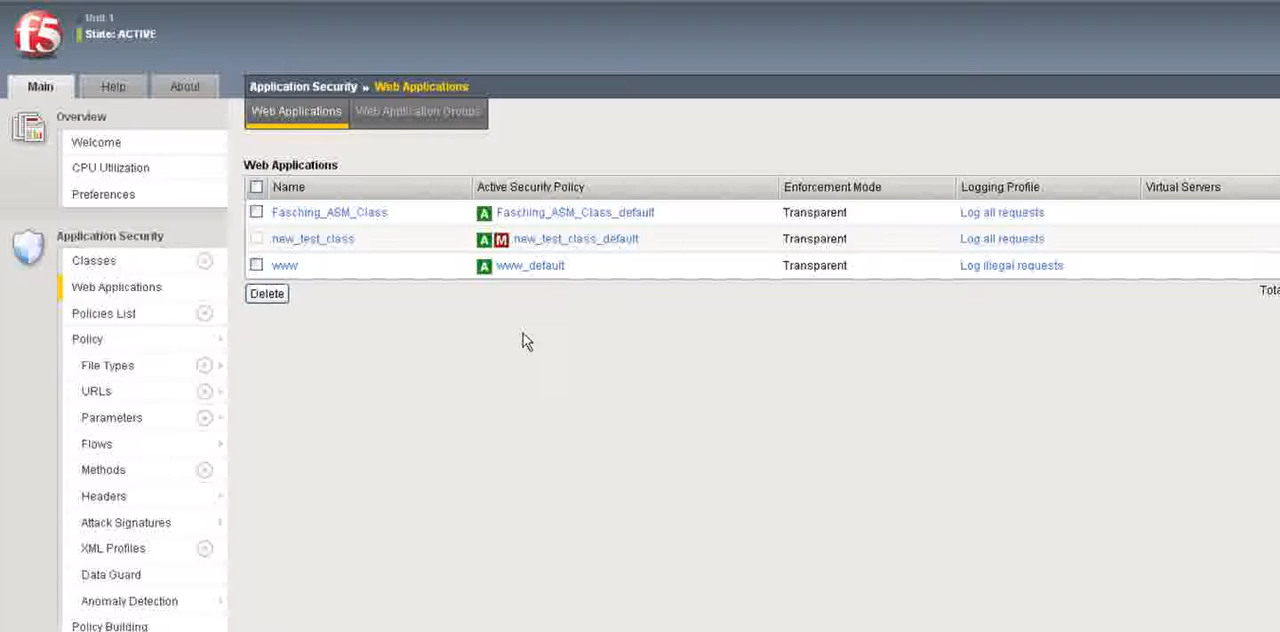 f5
Unit 1
State: ACTIVE
Main
Help
About
Application Security » Web Applications
Web Applications
Web Application Groups
Overview
Welcome
CPU Utilization
Preferences
Application Security
Classes
Web Applications
Policies List
Policy
File Types
URLs
Parameters
Flows
Methods
Headers
Attack Signatures
XML Profiles
Data Guard
Anomaly Detection
Policy Building
Web Applications
Name Active Security Policy Enforcement Mode Logging Profile Virtual Servers
Fasching_ASM_Class A Fasching_ASM_Class_default Transparent Log all requests
new_test_class A M new_test_class_default Transparent Log all requests
www A www_default Transparent Log illegal requests
Delete
Tota